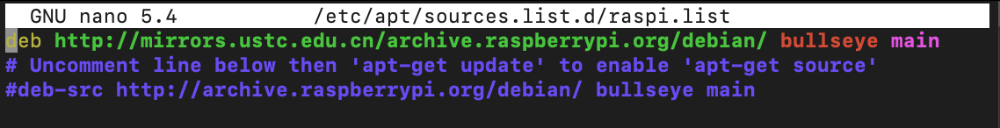 GNU nano 5.4 /etc/apt/sources.list.d/raspi.list
deb http://mirrors.ustc.edu.cn/archive.raspberrypi.org/debian/ bullseye main
# Uncomment line below then 'apt-get update' to enable 'apt-get source'
#deb-src http://archive.raspberrypi.org/debian/ bullseye main